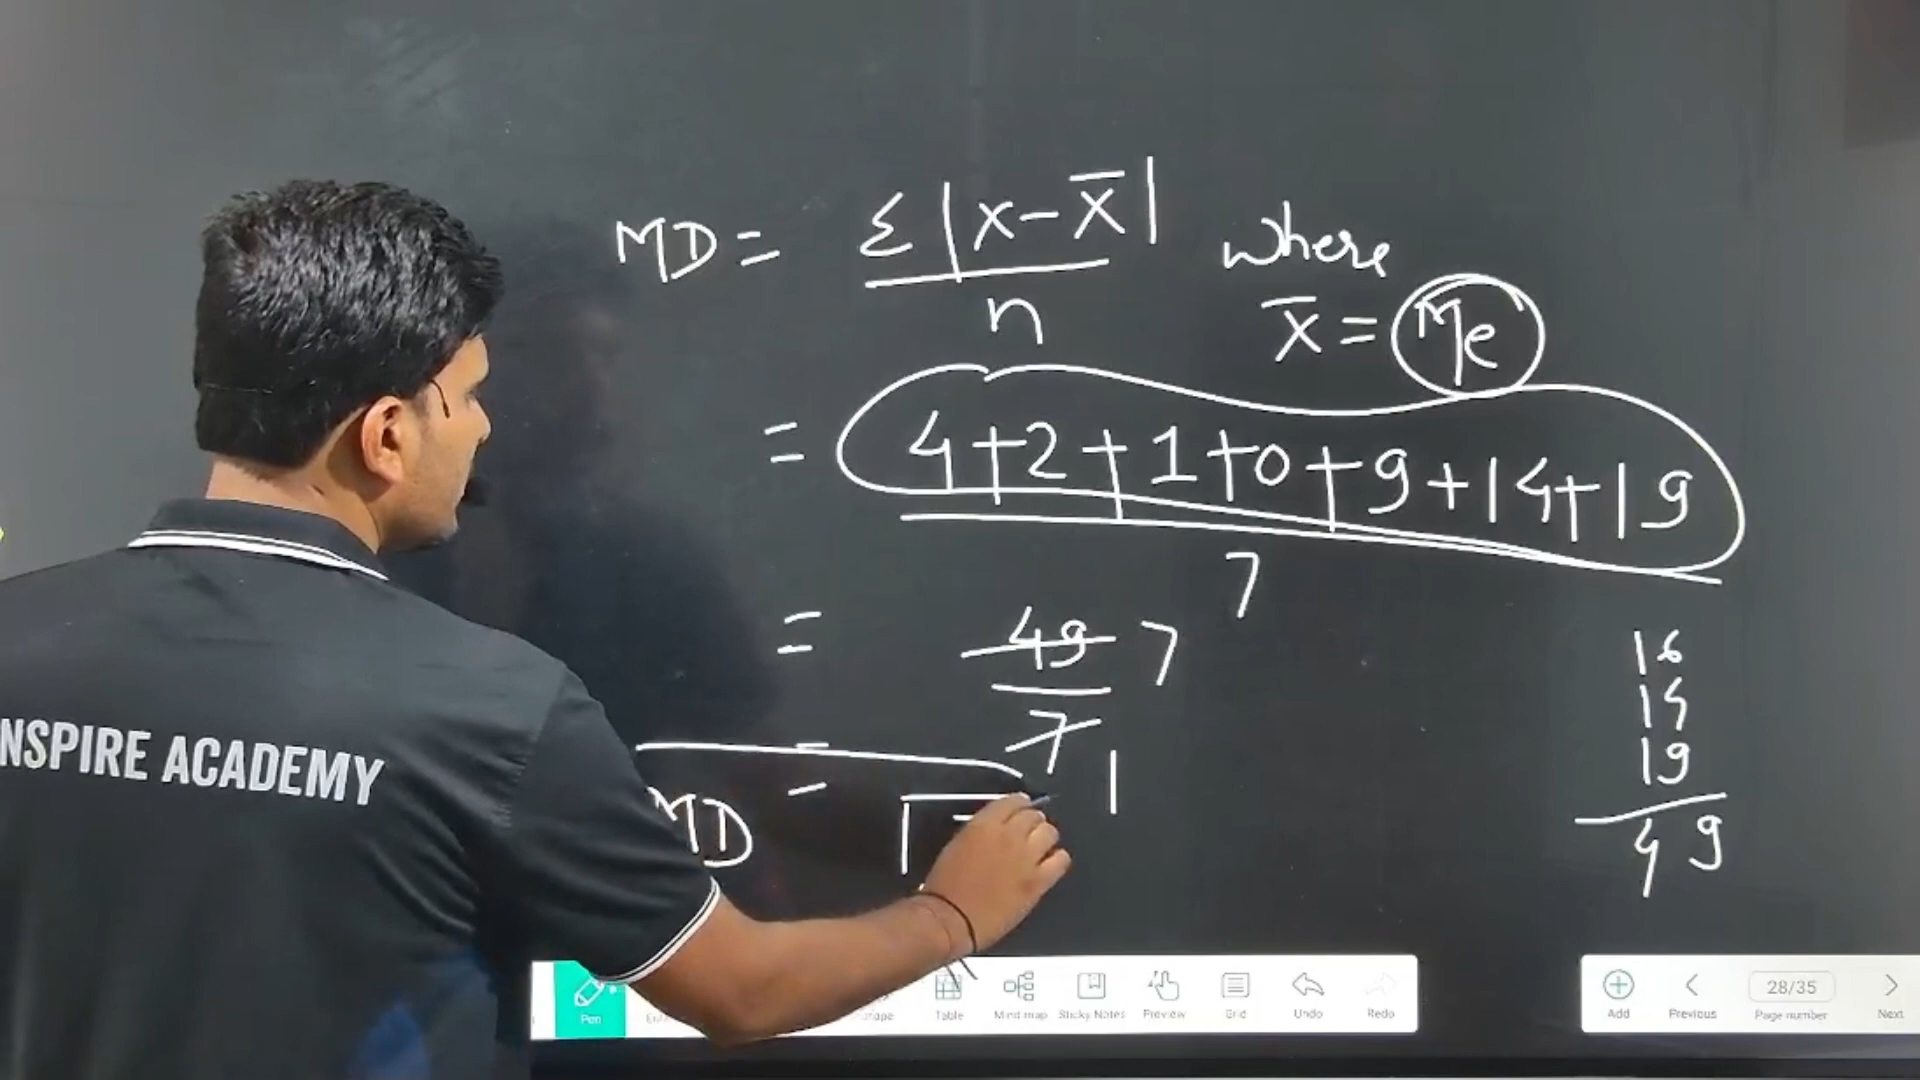 MD = Σ|x-x̅| where
n
x̅ = Me
= 4+2+1+0+9+14+19
7
= 49 7
7 1
MD =
16
14
19
49
NSPIRE ACADEMY
Pen
Table
Mind map
Sticky Notes
Preview
Grid
Undo
Redo
Add
Previous
28/35
Page number
Next